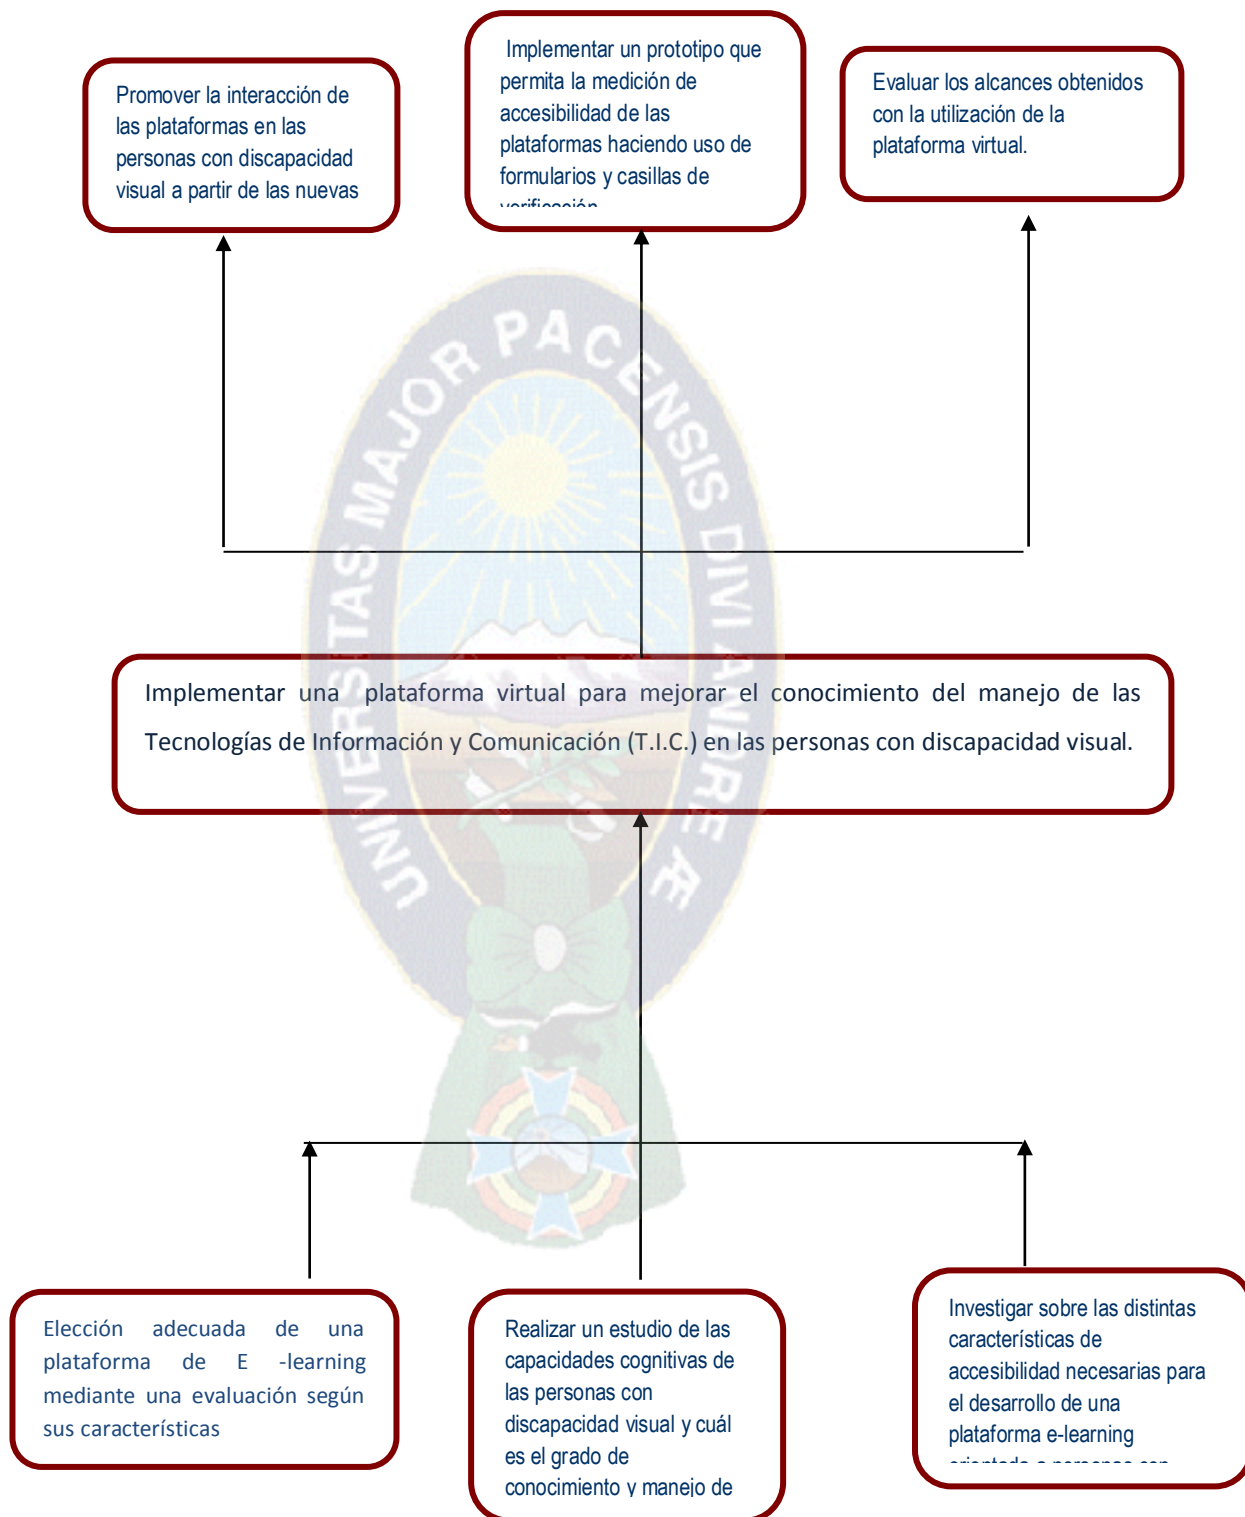 Promover la interacción de
las plataformas en las
personas con discapacidad
visual a partir de las nuevas
Implementar un prototipo que
permita la medición de
accesibilidad de las
plataformas haciendo uso de
formularios y casillas de
verificación
Evaluar los alcances obtenidos
con la utilización de la
plataforma virtual.
UNIVERSITAS MAJOR PACENSIS DIVI ANDRE Æ
Implementar una plataforma virtual para mejorar el conocimiento del manejo de las
Tecnologías de Información y Comunicación (T.I.C.) en las personas con discapacidad visual.
Elección adecuada de una
plataforma de E -learning
mediante una evaluación según
sus características
Realizar un estudio de las
capacidades cognitivas de
las personas con
discapacidad visual y cuál
es el grado de
conocimiento y manejo de
Investigar sobre las distintas
características de
accesibilidad necesarias para
el desarrollo de una
plataforma e-learning
orientada a personas con